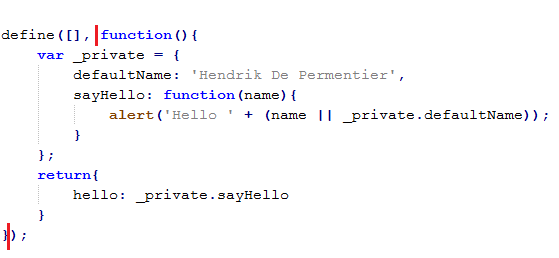 define([], function(){
var _private = {
defaultName: 'Hendrik De Permentier',
sayHello: function(name){
alert('Hello ' + (name || _private.defaultName));
}
};
return{
hello: _private.sayHello
}
});